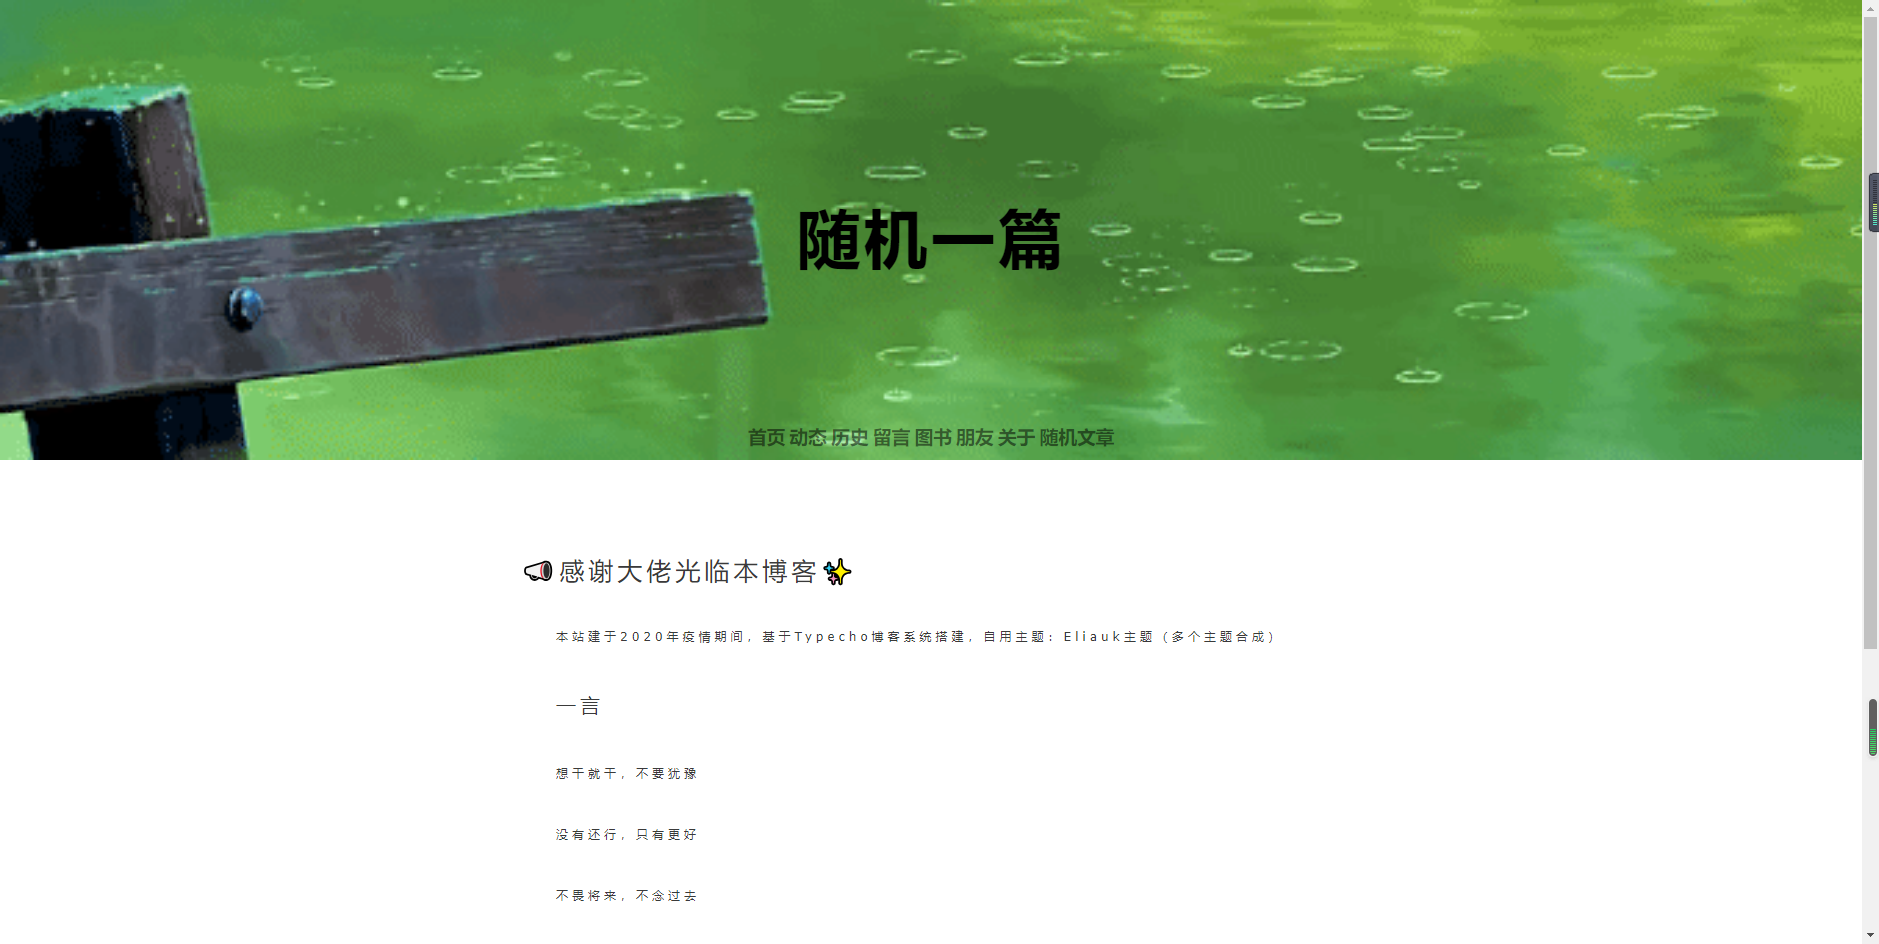 随机一篇
首页 动态 历史 留言 图书 朋友 关于 随机文章
感谢大佬光临本博客
本站建于2020年疫情期间，基于Typecho博客系统搭建，自用主题：Eliauk主题（多个主题合成）
一言
想干就干，不要犹豫
没有还行，只有更好
不畏将来，不念过去